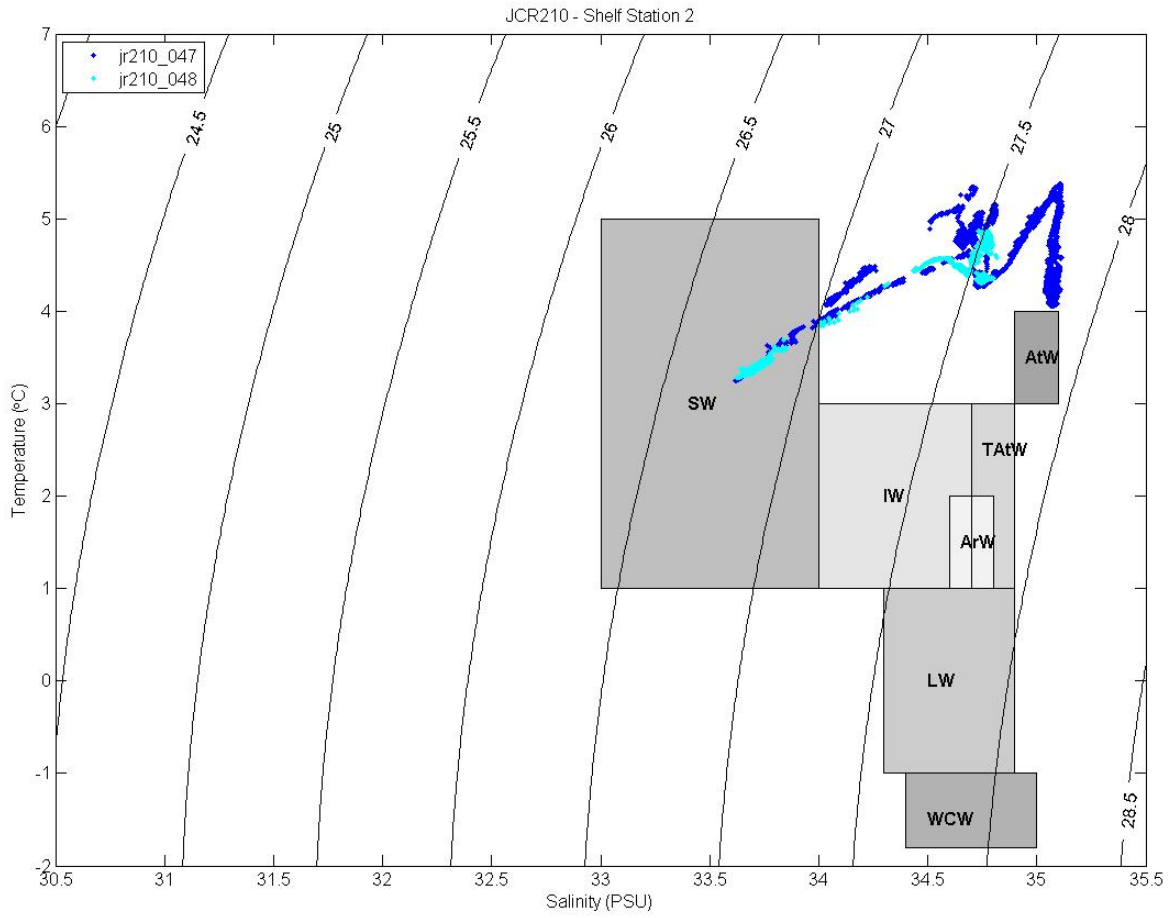 JCR210 - Shelf Station 2
jr210_047
jr210_048
24.5
25
25.5
26
26.5
27
27.5
28
28.5
7
6
5
4
3
2
1
0
-1
-2
Temperature (ºC)
SW
AtW
TAtW
IW
ArW
LW
WCW
30.5 31 31.5 32 32.5 33 33.5 34 34.5 35 35.5
Salinity (PSU)